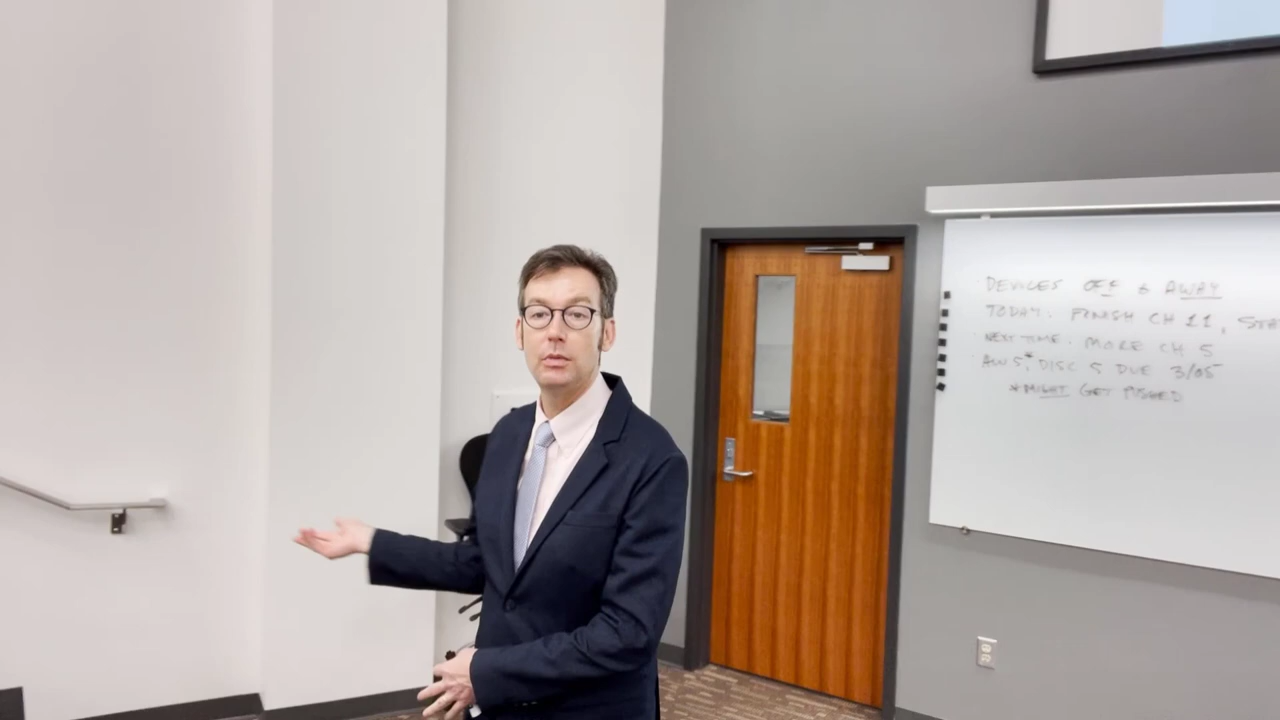 DEVICES OFF & AWAY
TODAY: FINISH CH 11, STA
NEXT TIME: MORE CH 5
AW 5*, DISC 5 DUE 3/05
*MIGHT GET PUSHED